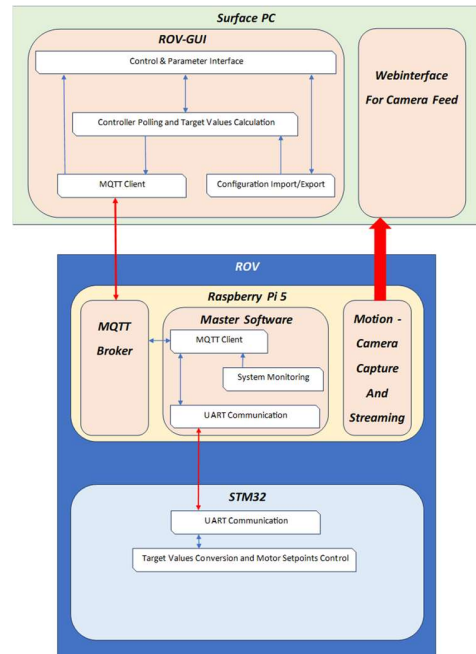 Surface PC
ROV-GUI
Control & Parameter Interface
Controller Polling and Target Values Calculation
MQTT Client
Configuration Import/Export
Webinterface
For Camera Feed
ROV
Raspberry Pi 5
MQTT
Broker
Master Software
MQTT Client
System Monitoring
UART Communication
Motion -
Camera
Capture
And
Streaming
STM32
UART Communication
Target Values Conversion and Motor Setpoints Control